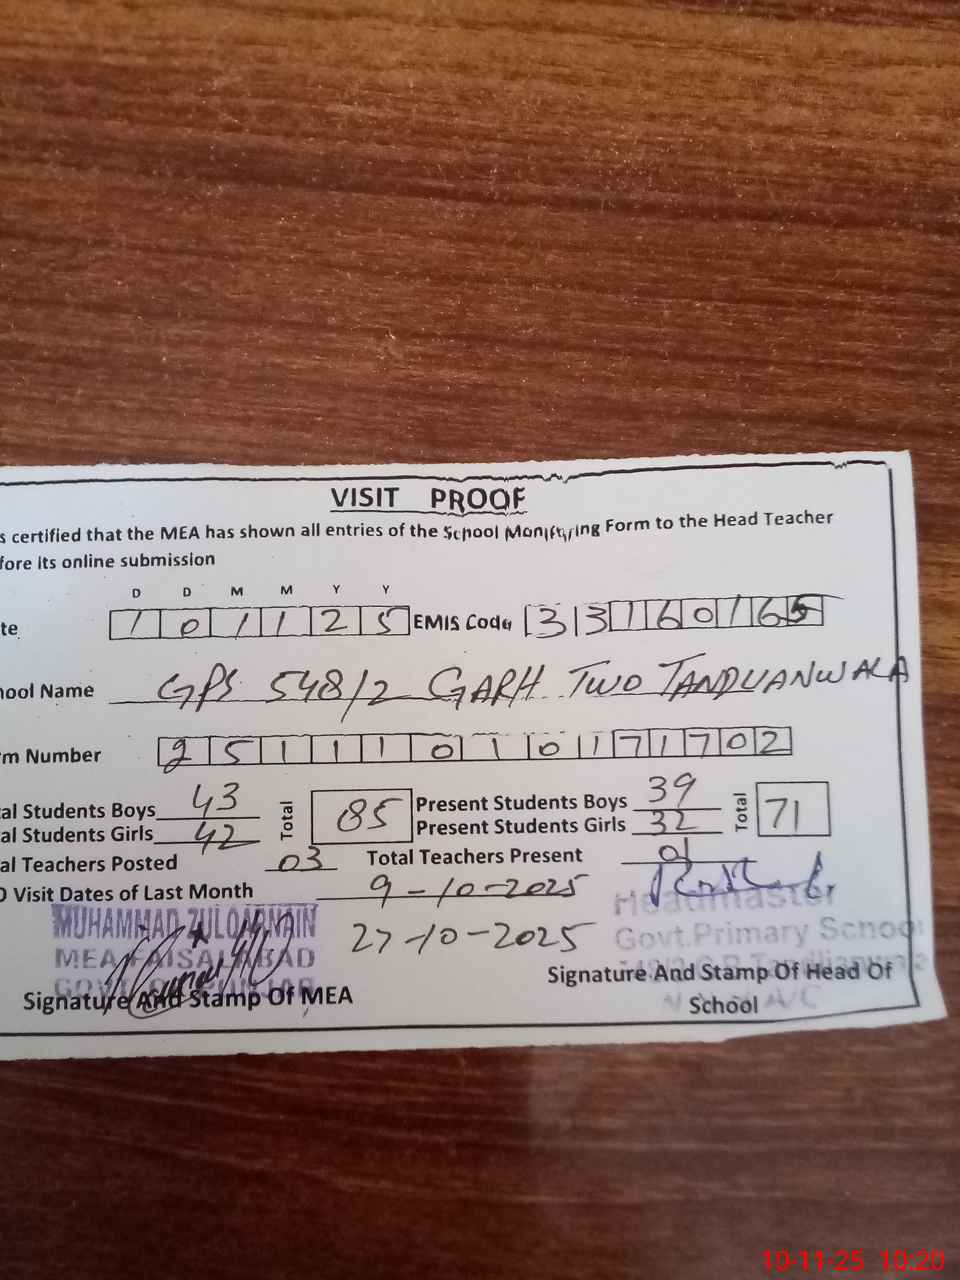 VISIT PROOF
s certified that the MEA has shown all entries of the School Monitoring Form to the Head Teacher
fore its online submission
D D M M Y Y
te 1 0 1 1 2 5 EMIS Code 3 3 1 6 0 1 6 5
hool Name GPS 548/2 GARH TWO TANDLIANWALA
m Number 2 5 1 1 1 0 1 0 1 7 1 7 0 2
al Students Boys 43 Total 85 Present Students Boys 39 Total 71
al Students Girls 42 Present Students Girls 32
al Teachers Posted 03 Total Teachers Present 01
O Visit Dates of Last Month 9-10-2025
27-10-2025
MUHAMMAD ZULQARNAIN
MEA FAISALABAD
Signature And Stamp Of MEA
Headmaster
Govt. Primary School
Signature And Stamp Of Head Of
School
10-11-25 10:20